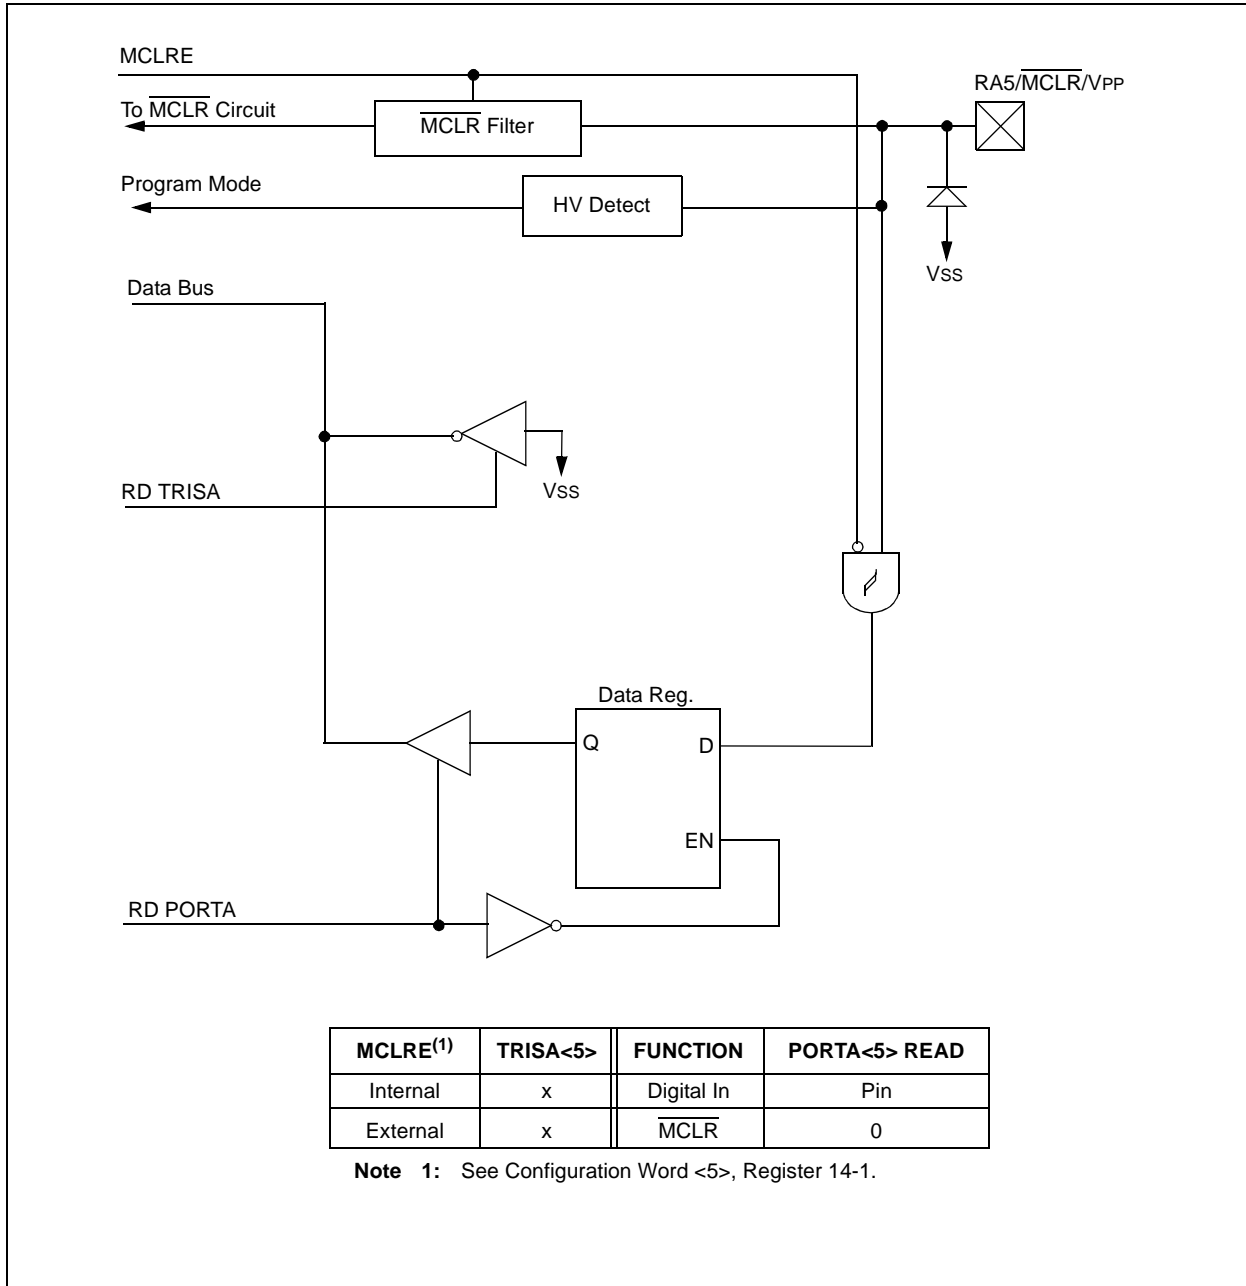 MCLRE
RA5/MCLR/VPP
To MCLR Circuit
MCLR Filter
Program Mode
HV Detect
VSS
Data Bus
RD TRISA
VSS
Data Reg.
Q
D
EN
RD PORTA
MCLRE(1) TRISA<5> FUNCTION PORTA<5> READ
Internal x Digital In Pin
External x MCLR 0
Note 1: See Configuration Word <5>, Register 14-1.